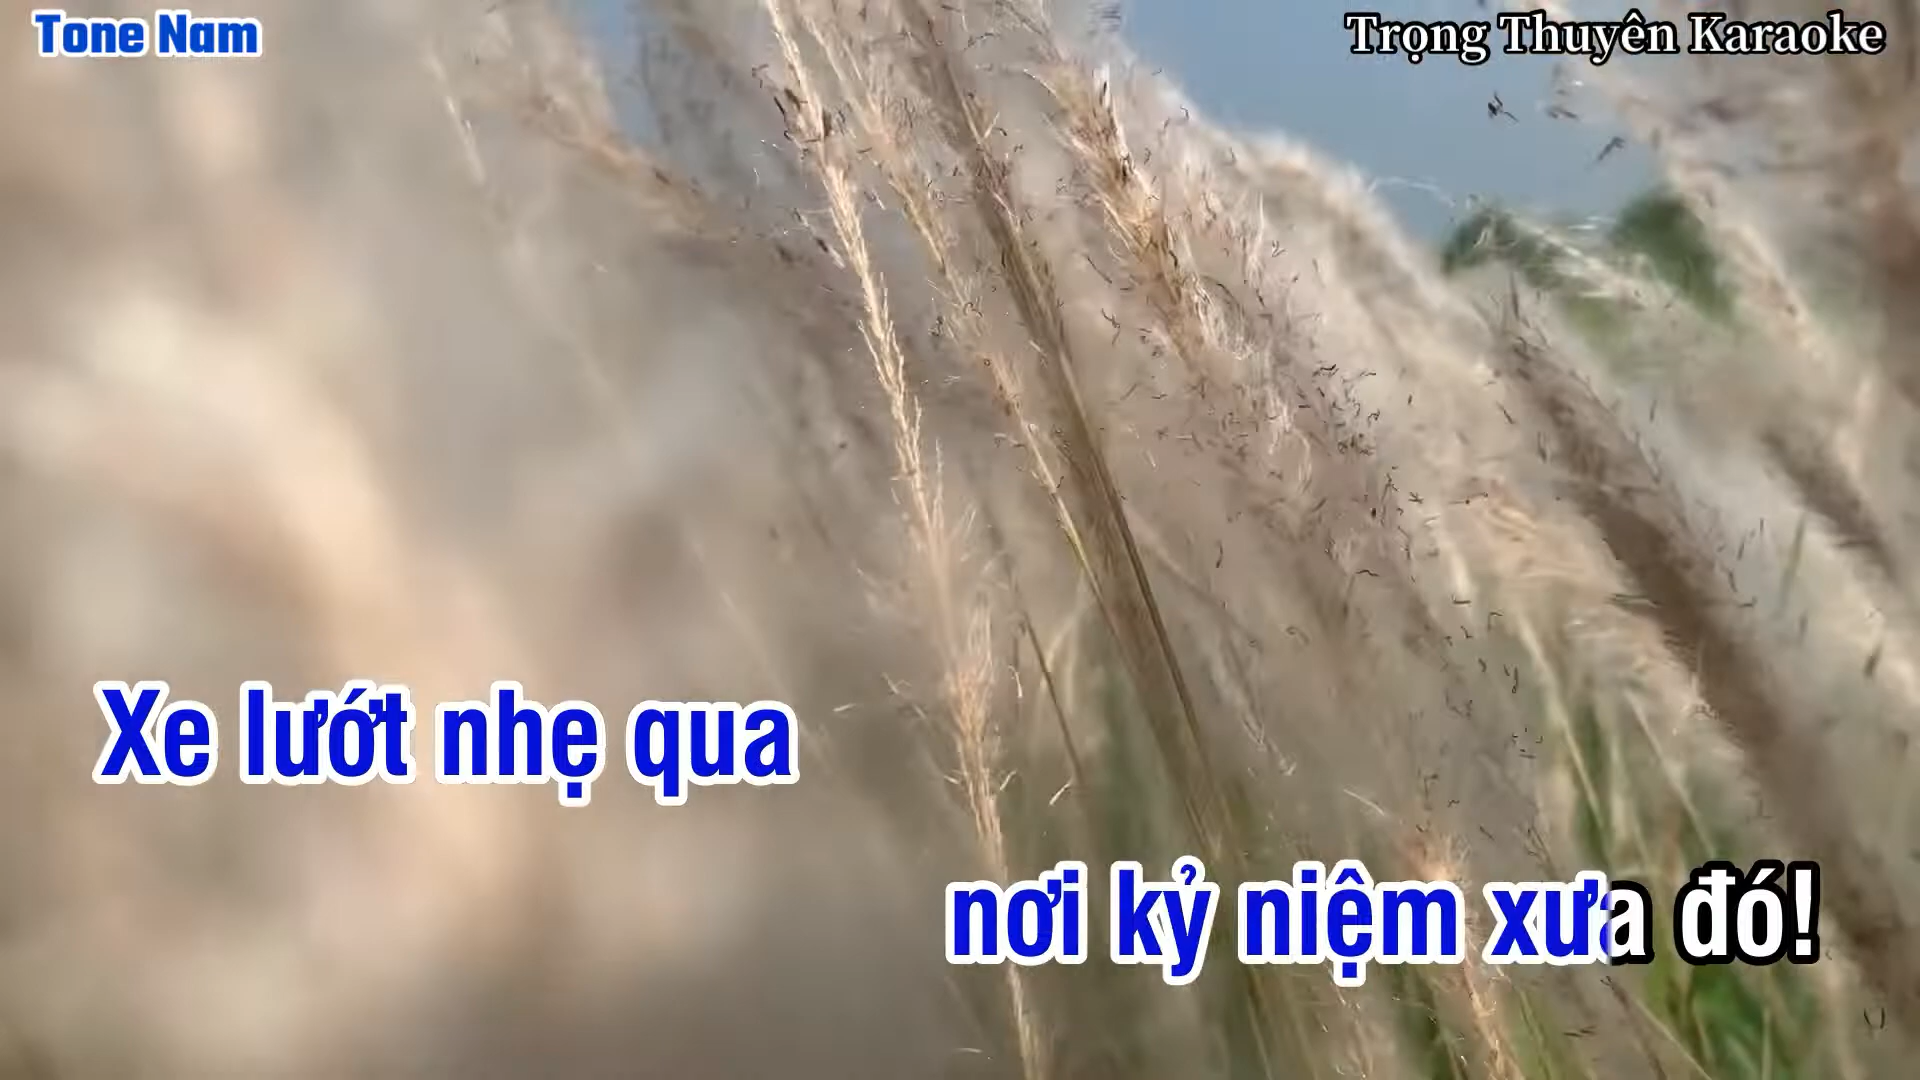 Tone Nam
Trọng Thuyên Karaoke
Xe lướt nhẹ qua
nơi kỷ niệm xưa đó!